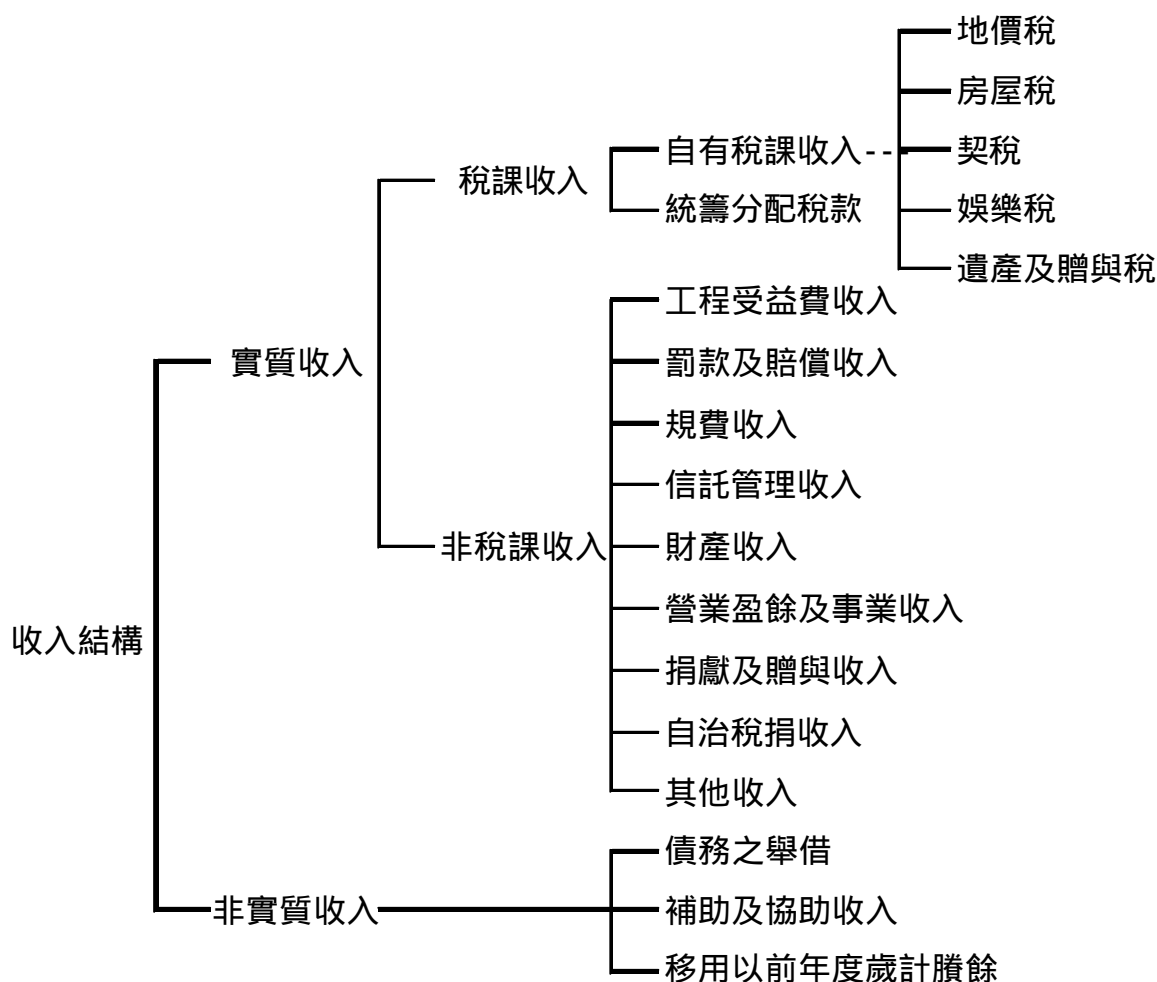 地價稅
房屋稅
自有稅課收入
契稅
稅課收入
統籌分配稅款
娛樂稅
遺產及贈與稅
工程受益費收入
實質收入
罰款及賠償收入
規費收入
信託管理收入
非稅課收入
財產收入
營業盈餘及事業收入
收入結構
捐獻及贈與收入
自治稅捐收入
其他收入
債務之舉借
非實質收入
補助及協助收入
移用以前年度歲計賸餘